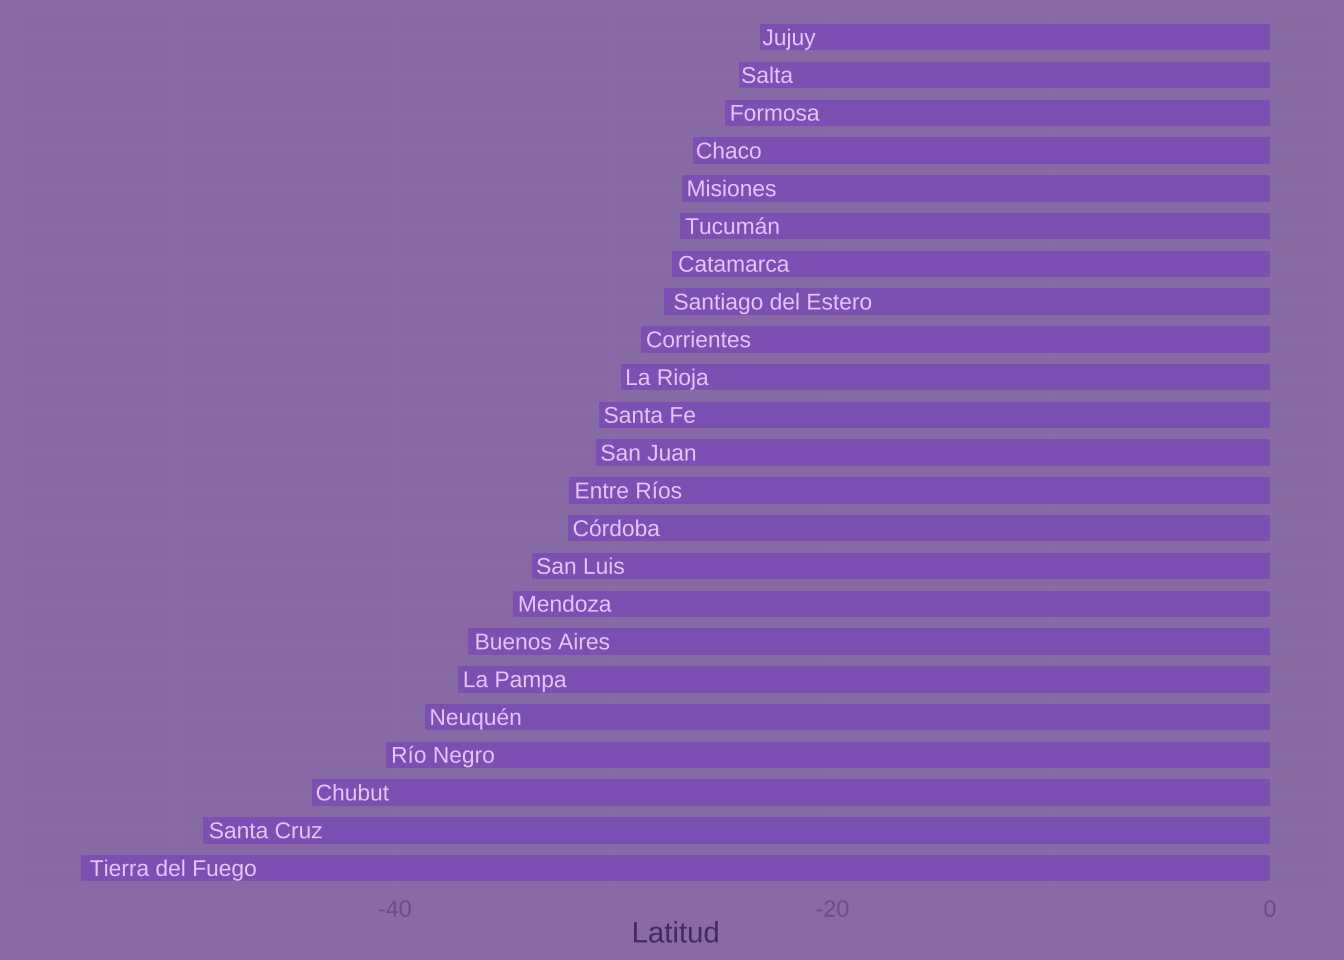 Jujuy
Salta
Formosa
Chaco
Misiones
Tucumán
Catamarca
Santiago del Estero
Corrientes
La Rioja
Santa Fe
San Juan
Entre Ríos
Córdoba
San Luis
Mendoza
Buenos Aires
La Pampa
Neuquén
Río Negro
Chubut
Santa Cruz
Tierra del Fuego
-40 -20 0
Latitud